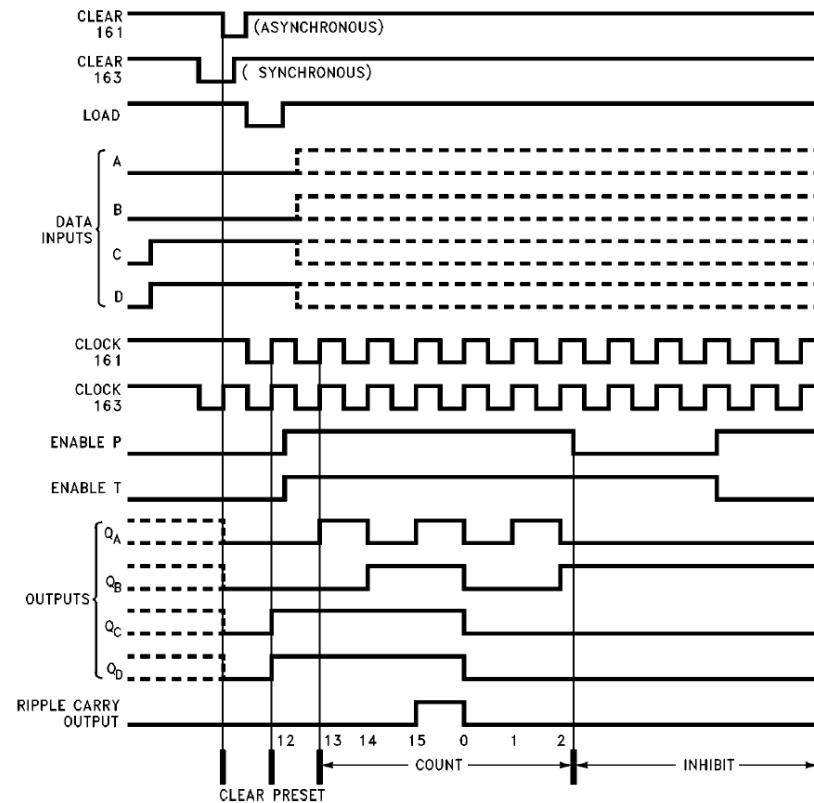 CLEAR
161
(ASYNCHRONOUS)
CLEAR
163
( SYNCHRONOUS)
LOAD
DATA
INPUTS
A
B
C
D
CLOCK
161
CLOCK
163
ENABLE P
ENABLE T
OUTPUTS
QA
QB
QC
QD
RIPPLE CARRY
OUTPUT
12 13 14 15 0 1 2
COUNT
INHIBIT
CLEAR PRESET